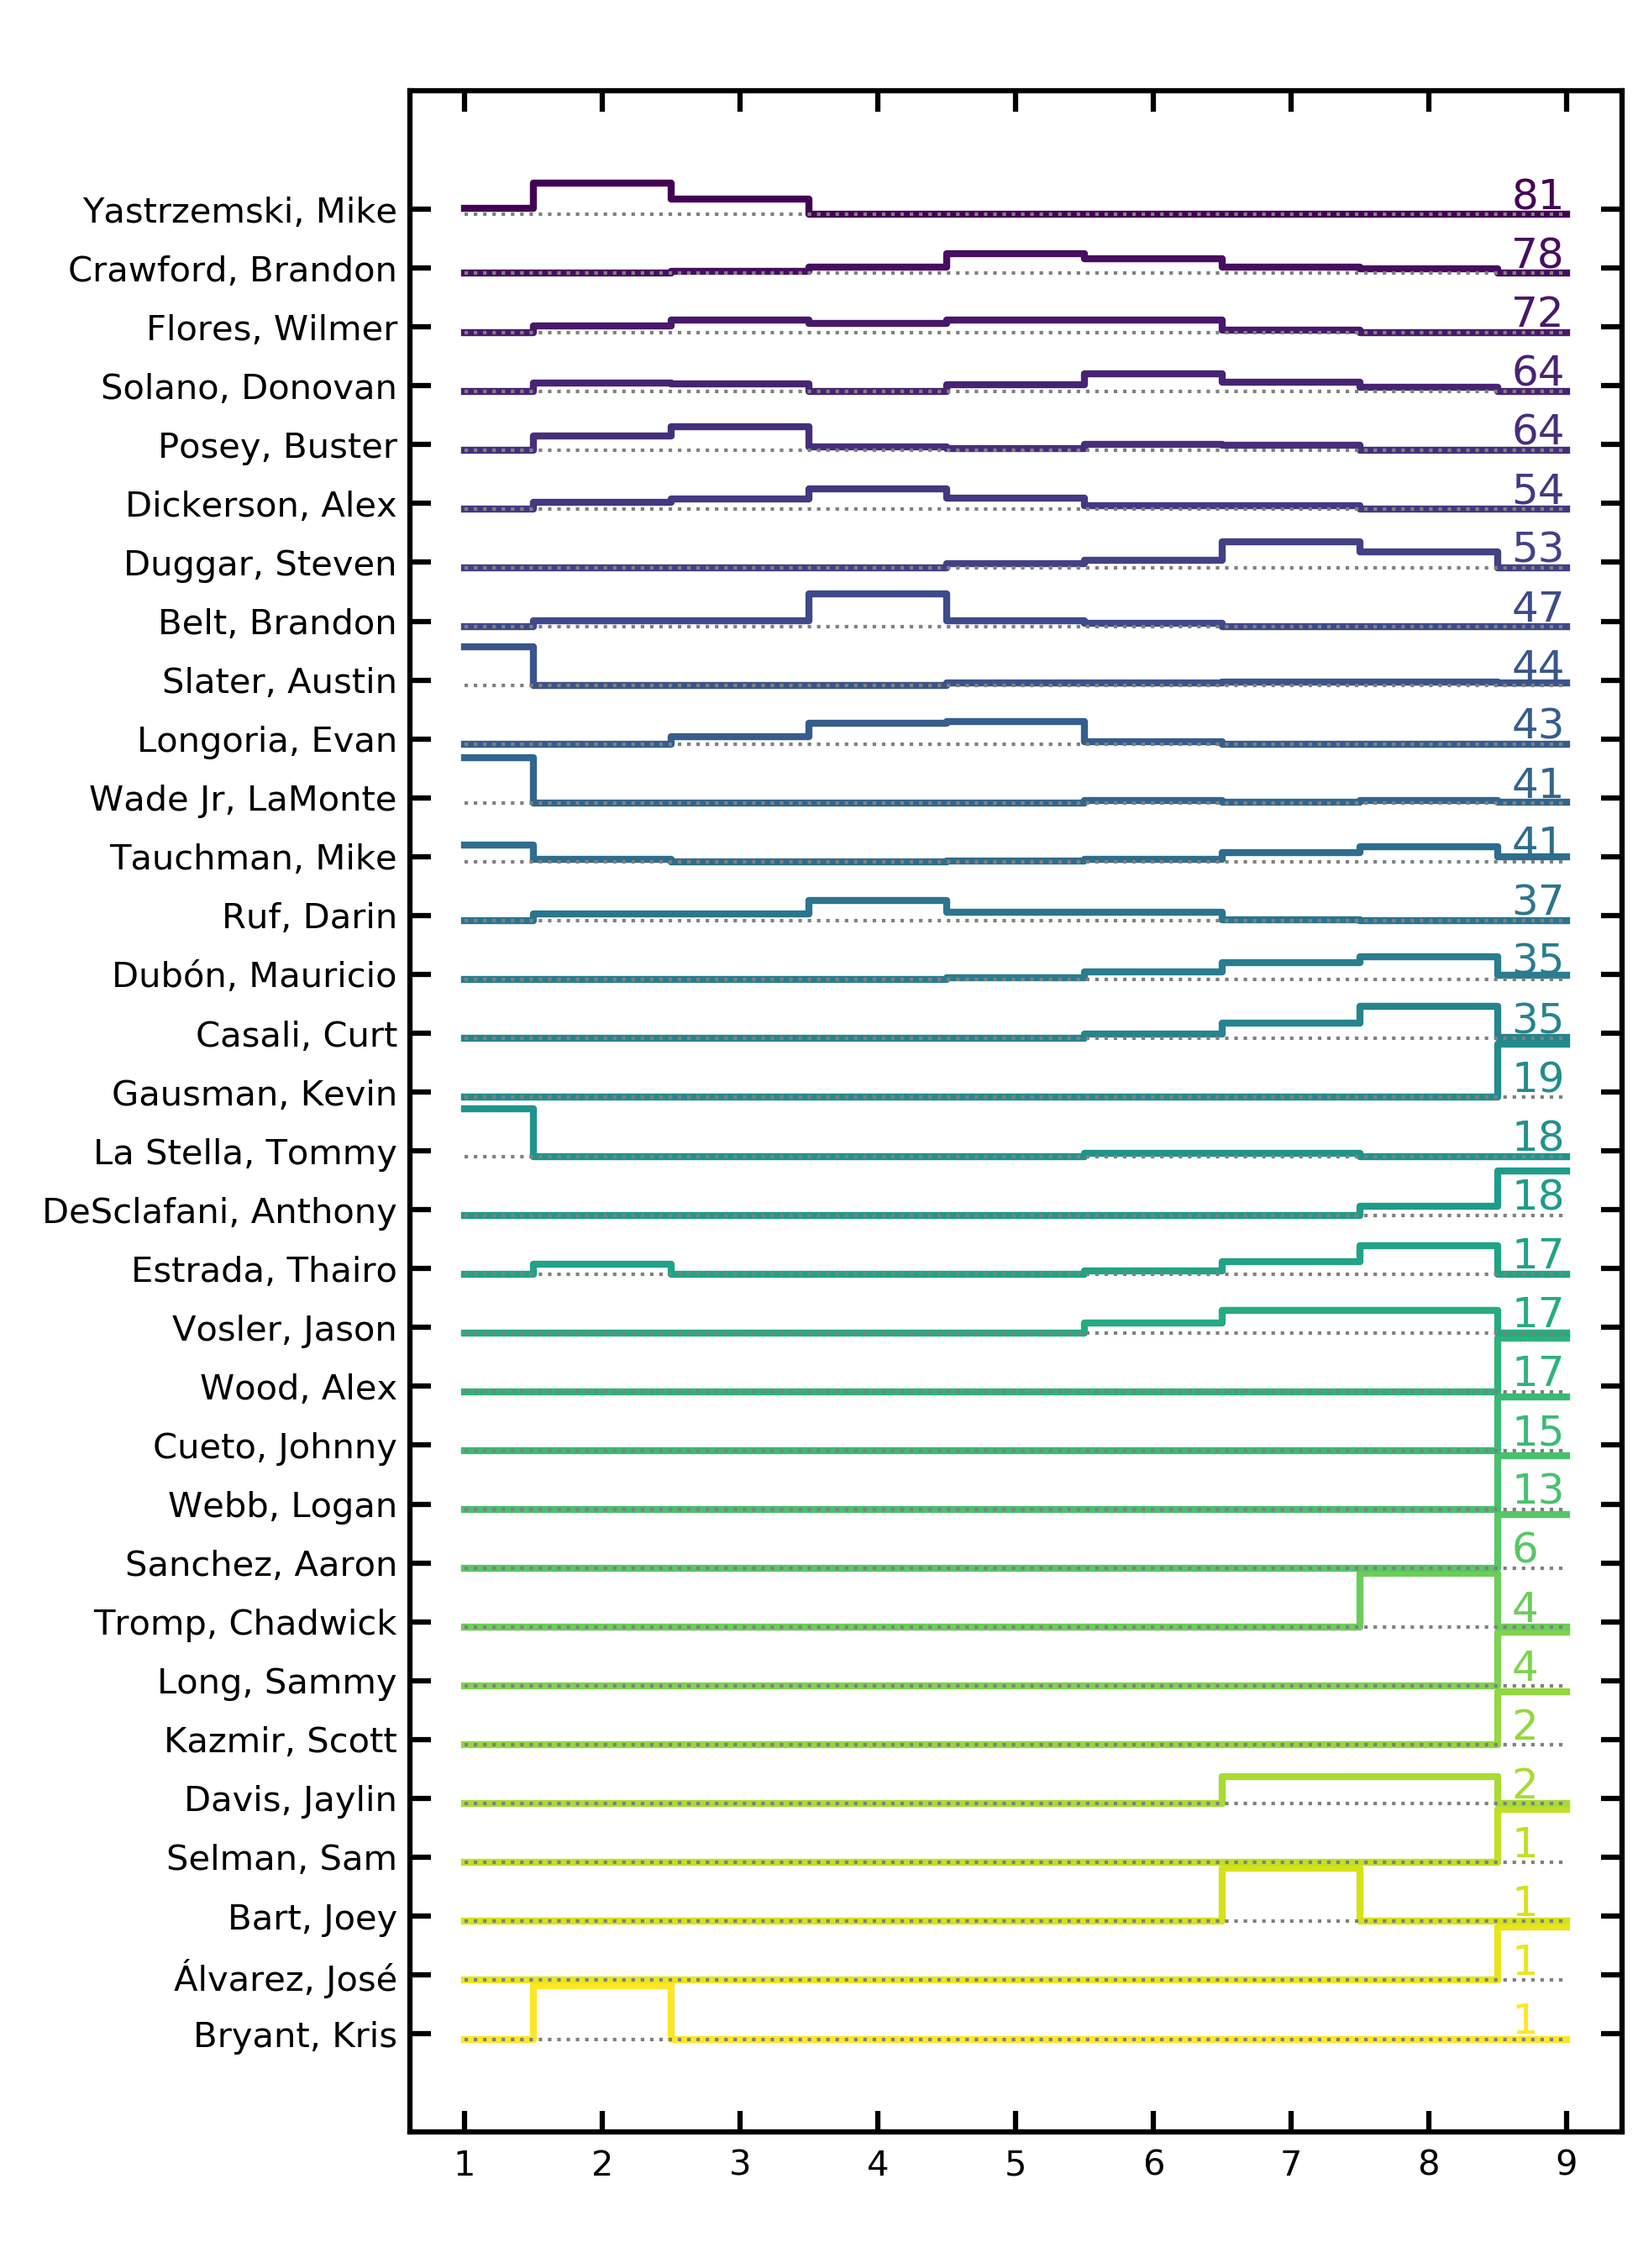 Yastrzemski, Mike 81
Crawford, Brandon 78
Flores, Wilmer 72
Solano, Donovan 64
Posey, Buster 64
Dickerson, Alex 54
Duggar, Steven 53
Belt, Brandon 47
Slater, Austin 44
Longoria, Evan 43
Wade Jr, LaMonte 41
Tauchman, Mike 41
Ruf, Darin 37
Dubón, Mauricio 35
Casali, Curt 35
Gausman, Kevin 19
La Stella, Tommy 18
DeSclafani, Anthony 18
Estrada, Thairo 17
Vosler, Jason 17
Wood, Alex 17
Cueto, Johnny 15
Webb, Logan 13
Sanchez, Aaron 6
Tromp, Chadwick 4
Long, Sammy 4
Kazmir, Scott 2
Davis, Jaylin 2
Selman, Sam 1
Bart, Joey 1
Álvarez, José 1
Bryant, Kris 1
1 2 3 4 5 6 7 8 9